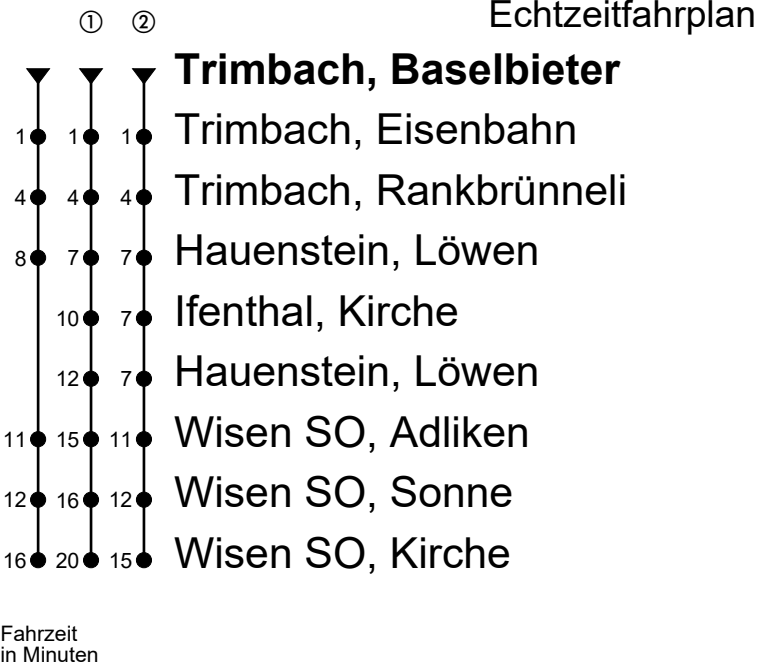 ① ② Echtzeitfahrplan
Trimbach, Baselbieter
1 1 1 Trimbach, Eisenbahn
4 4 4 Trimbach, Rankbrünneli
8 7 7 Hauenstein, Löwen
10 7 Ifenthal, Kirche
12 7 Hauenstein, Löwen
11 15 11 Wisen SO, Adliken
12 16 12 Wisen SO, Sonne
16 20 15 Wisen SO, Kirche
Fahrzeit
in Minuten